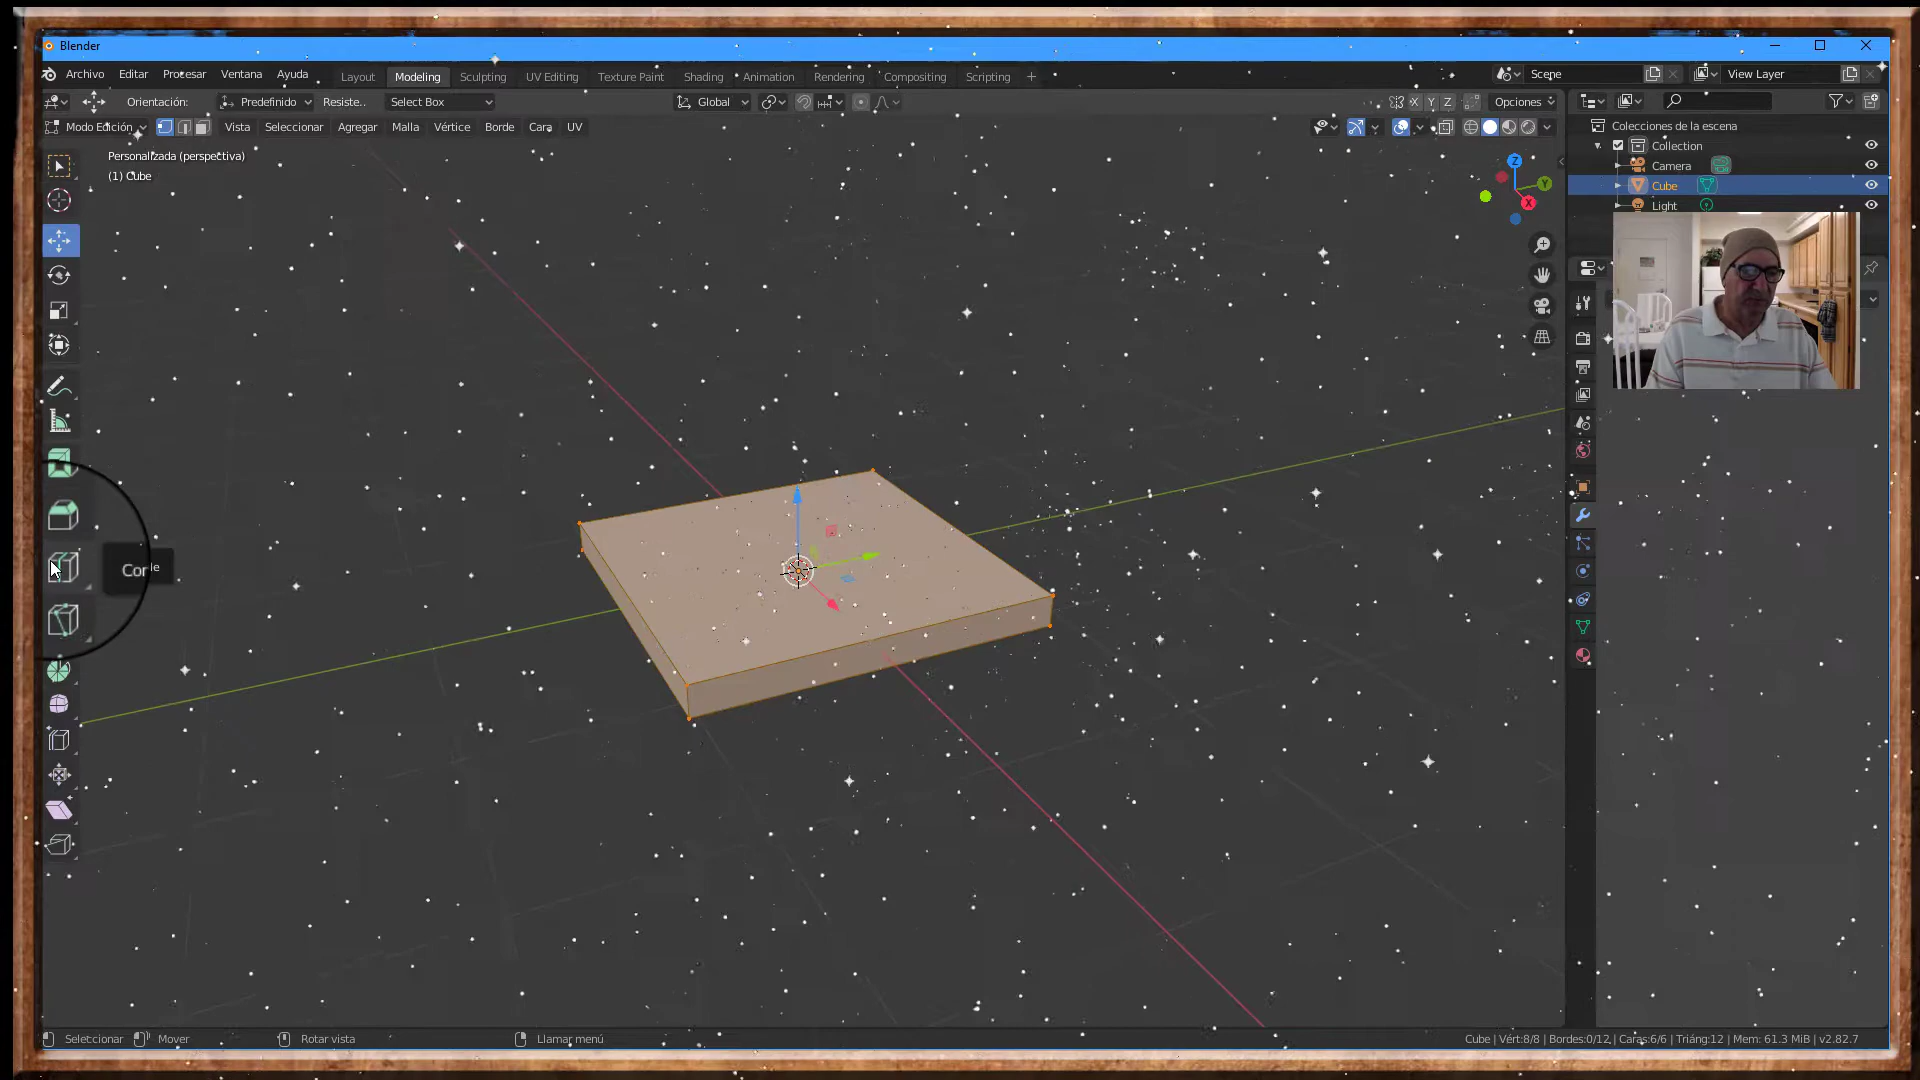 Blender
Archivo Editar Procesar Ventana Ayuda Layout Modeling Sculpting UV Editing Texture Paint Shading Animation Rendering Compositing Scripting + Scene View Layer
Orientación: Predefinido Resiste.. Select Box Global X Y Z Opciones
Modo Edición Vista Seleccionar Agregar Malla Vértice Borde Cara UV
Colecciones de la escena
Collection
Camera
Cube
Light
Personalizada (perspectiva)
(1) Cube
Z
Y
X
Seleccionar Mover Rotar vista Llamar menú Cube | Vért:8/8 | Bordes:0/12 | Caras:6/6 | Triáng:12 | Mem: 61.3 MiB | v2.82.7